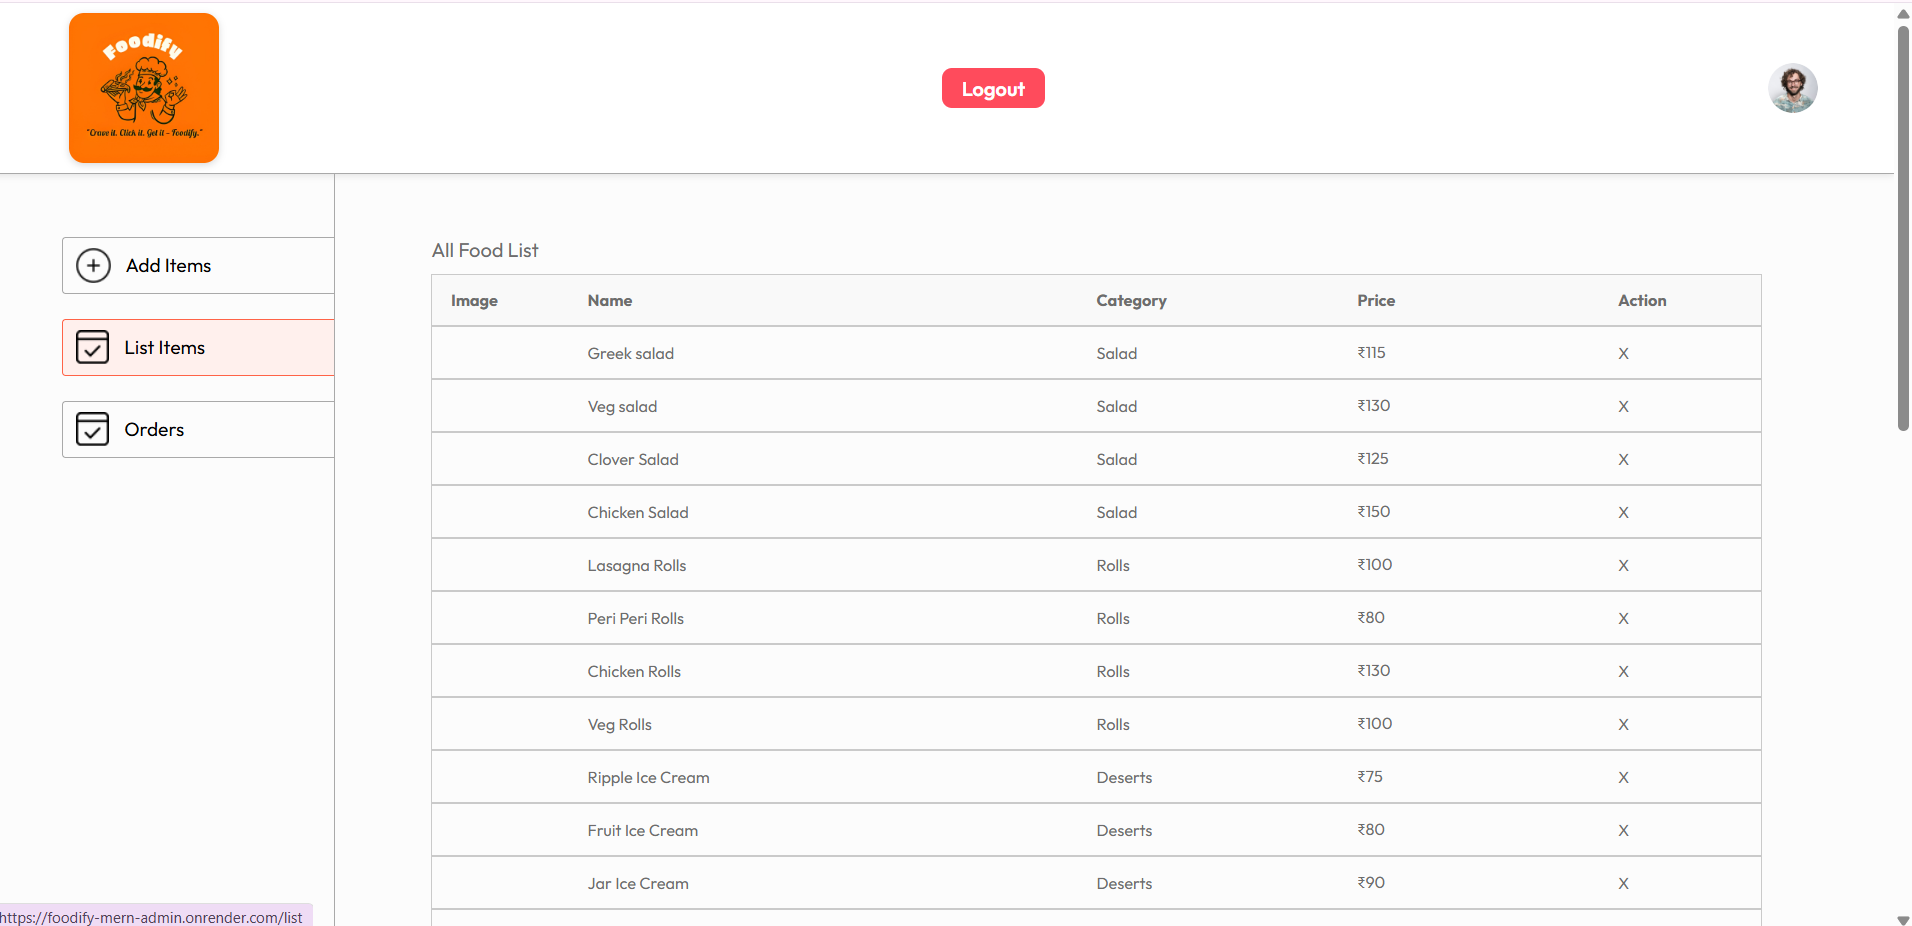 Foodify
"Crave it. Click it. Get it - Foodify."
Logout
Add Items
List Items
Orders
All Food List
Image Name Category Price Action
Greek salad Salad ₹115 X
Veg salad Salad ₹130 X
Clover Salad Salad ₹125 X
Chicken Salad Salad ₹150 X
Lasagna Rolls Rolls ₹100 X
Peri Peri Rolls Rolls ₹80 X
Chicken Rolls Rolls ₹130 X
Veg Rolls Rolls ₹100 X
Ripple Ice Cream Deserts ₹75 X
Fruit Ice Cream Deserts ₹80 X
Jar Ice Cream Deserts ₹90 X
https://foodify-mern-admin.onrender.com/list